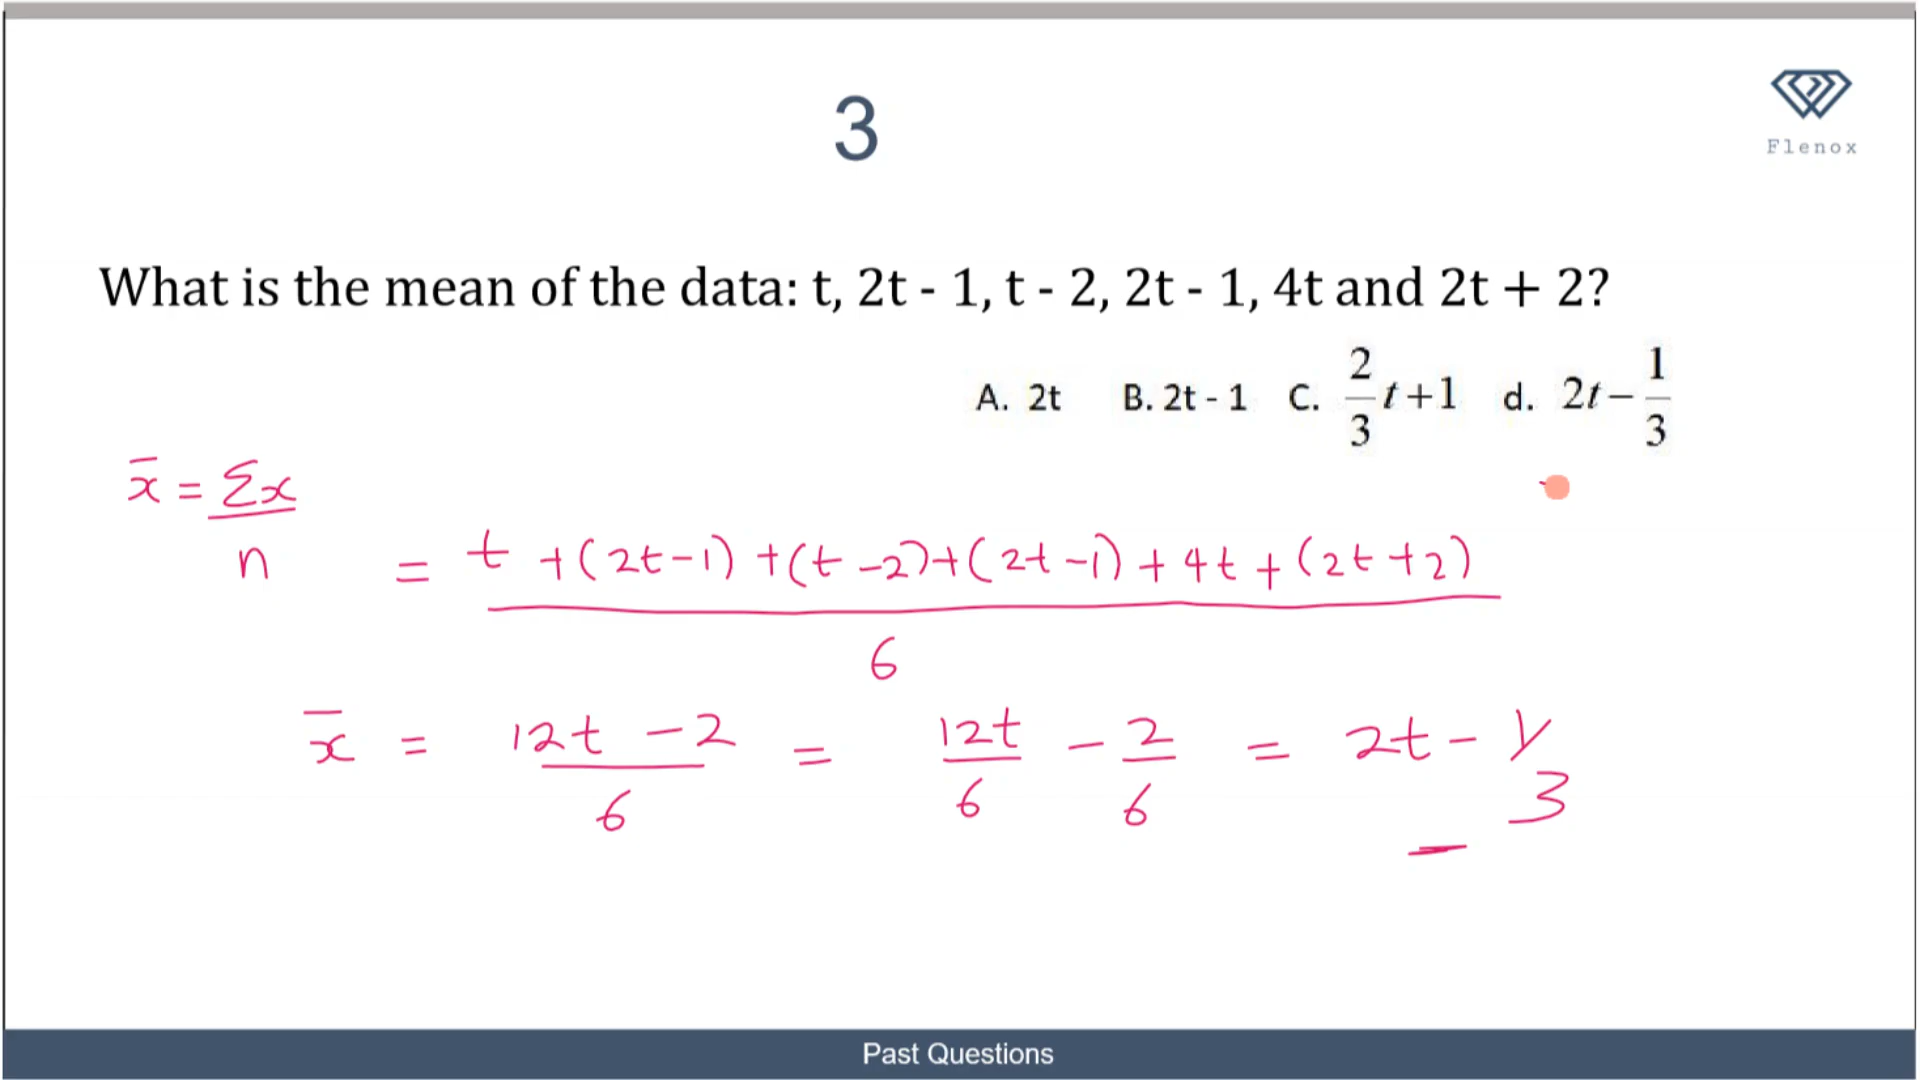 3
Flenox
What is the mean of the data: t, 2t - 1, t - 2, 2t - 1, 4t and 2t + 2?
A. 2t B. 2t - 1 C. 2/3 t+1 d. 2t− 1/3
x̄ = Σx/n
= t + (2t-1) + (t-2) + (2t-1) + 4t + (2t+2) / 6
x̄ = 12t - 2 / 6 = 12t/6 - 2/6 = 2t - 1/3
Past Questions